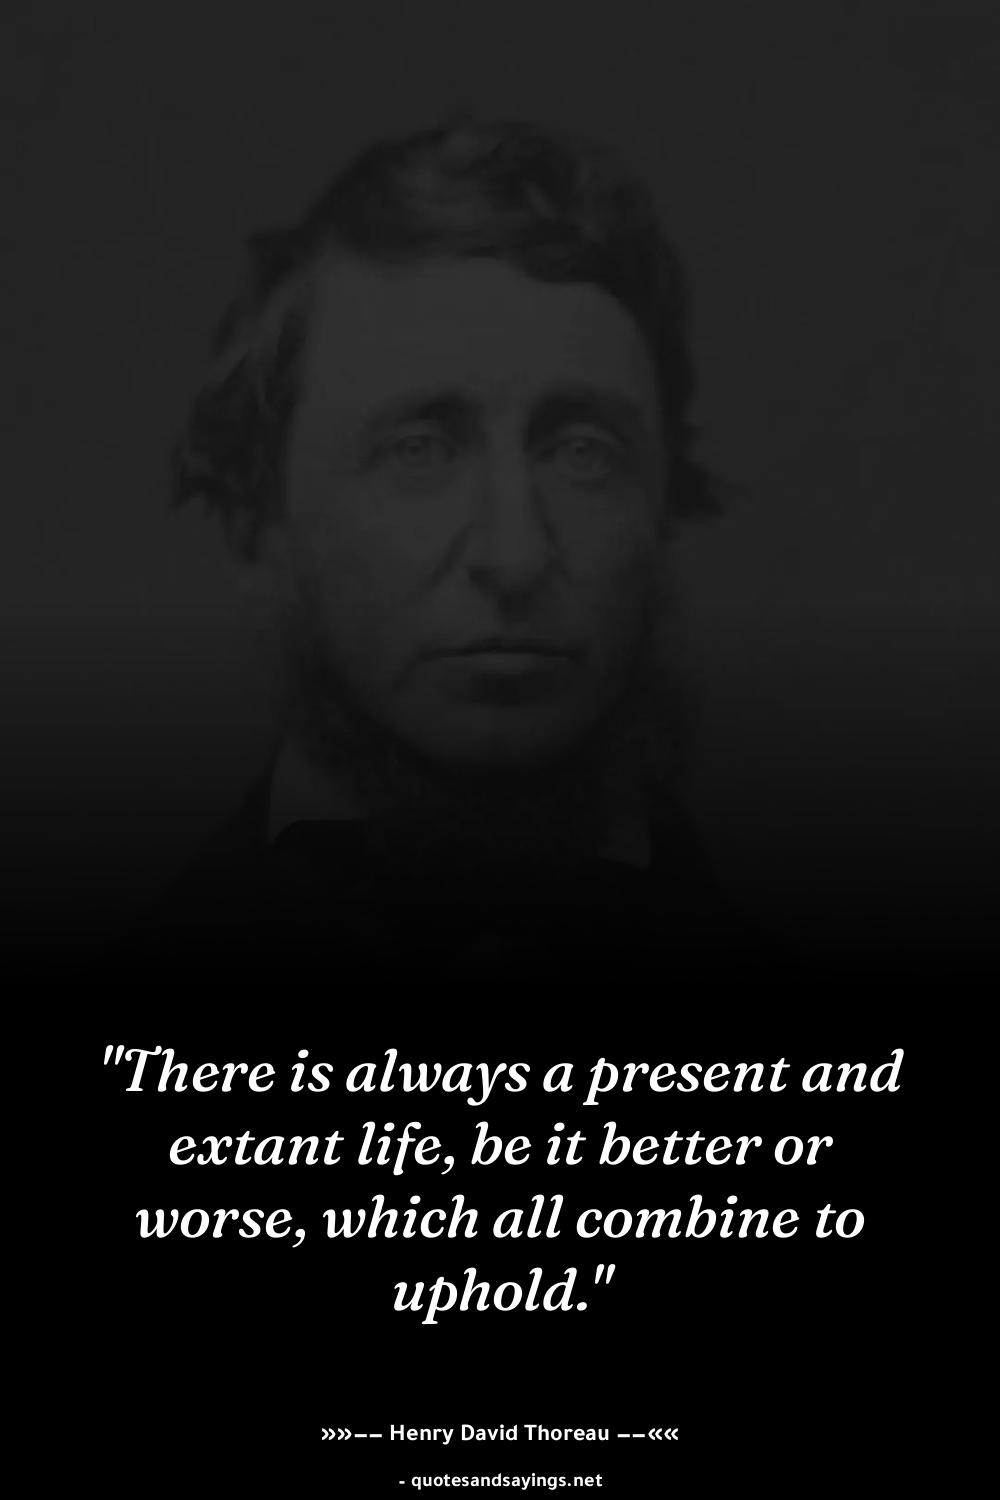 "There is always a present and
extant life, be it better or
worse, which all combine to
uphold."
»»–– Henry David Thoreau ––««
- quotesandsayings.net